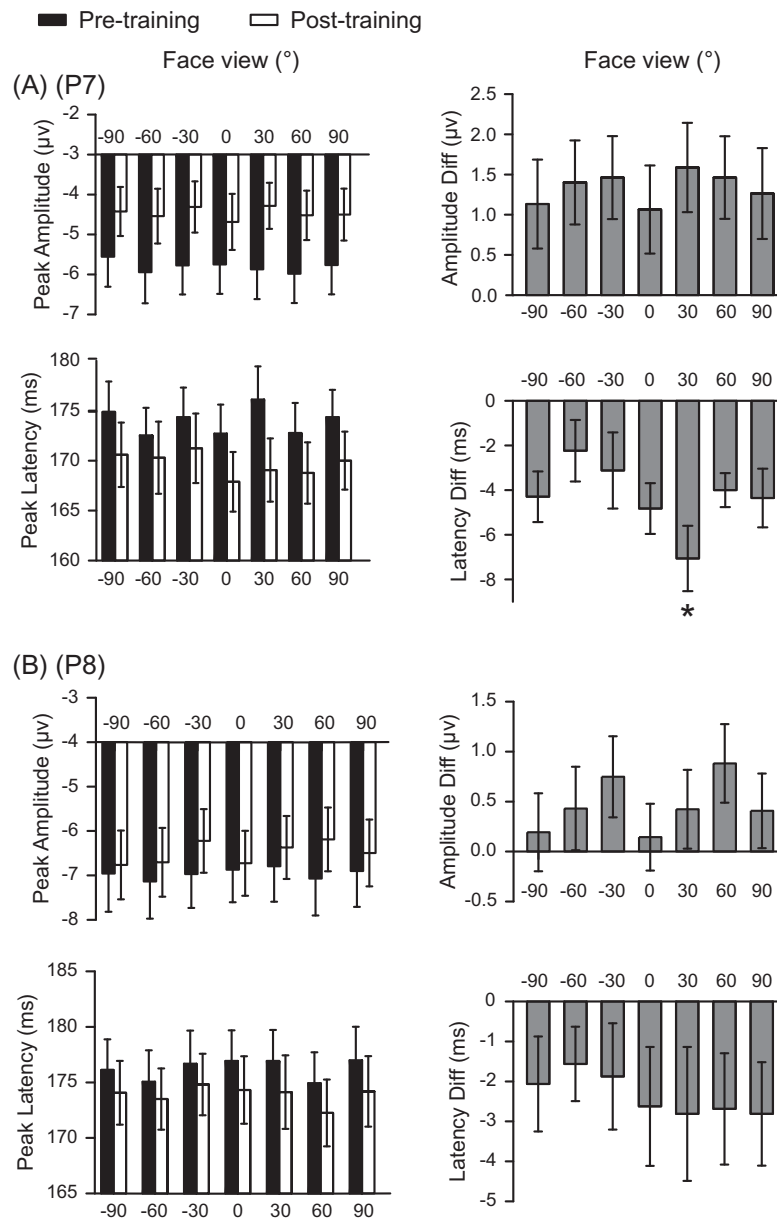 Pre-training Post-training
Face view (°) Face view (°)
(A) (P7)
Peak Amplitude (μv)
-2
-3
-4
-5
-6
-7
-90 -60 -30 0 30 60 90
Amplitude Diff (μv)
2.5
2.0
1.5
1.0
0.5
0.0
-90 -60 -30 0 30 60 90
Peak Latency (ms)
180
175
170
165
160
-90 -60 -30 0 30 60 90
Latency Diff (ms)
-90 -60 -30 0 30 60 90
0
-2
-4
-6
-8
*
(B) (P8)
Peak Amplitude (μv)
-3
-4
-5
-6
-7
-8
-90 -60 -30 0 30 60 90
Amplitude Diff (μv)
1.5
1.0
0.5
0.0
-0.5
-90 -60 -30 0 30 60 90
Peak Latency (ms)
185
180
175
170
165
-90 -60 -30 0 30 60 90
Latency Diff (ms)
-90 -60 -30 0 30 60 90
0
-1
-2
-3
-4
-5